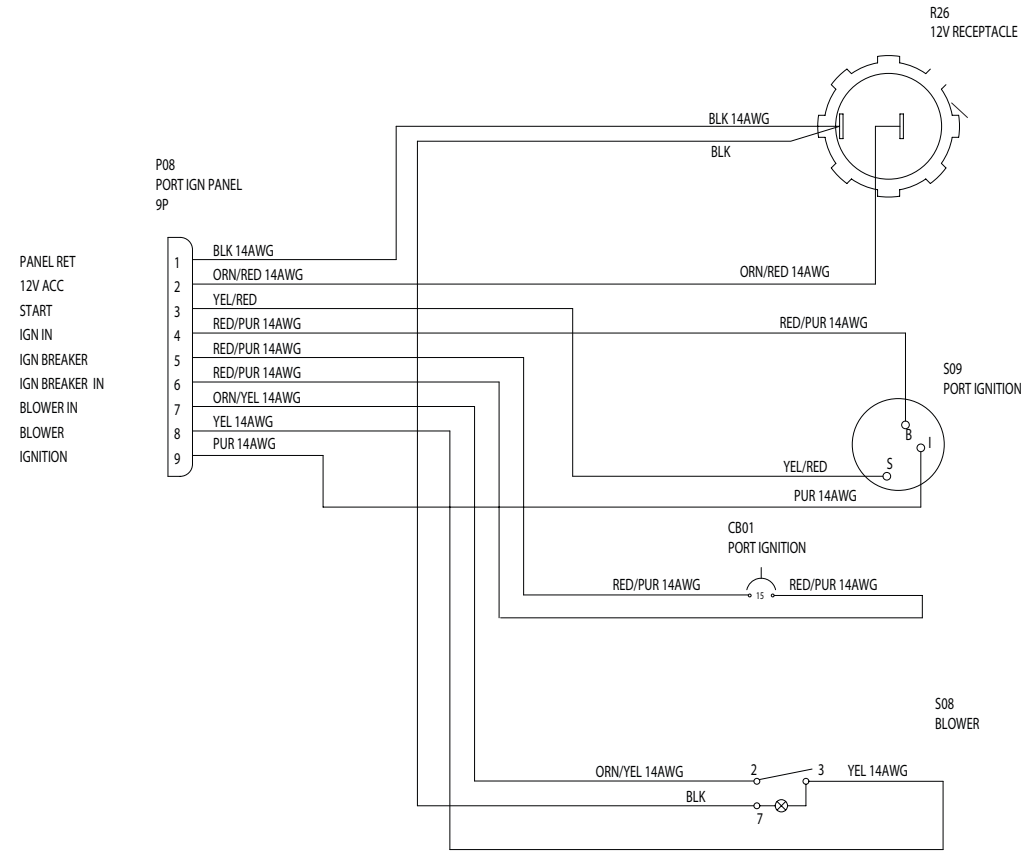 R26
12V RECEPTACLE
BLK 14AWG
BLK
P08
PORT IGN PANEL
9P
PANEL RET 1 BLK 14AWG
12V ACC 2 ORN/RED 14AWG ORN/RED 14AWG
START 3 YEL/RED
IGN IN 4 RED/PUR 14AWG RED/PUR 14AWG
IGN BREAKER 5 RED/PUR 14AWG
IGN BREAKER IN 6 RED/PUR 14AWG
BLOWER IN 7 ORN/YEL 14AWG
BLOWER 8 YEL 14AWG
IGNITION 9 PUR 14AWG
S09
PORT IGNITION
B
I
S
YEL/RED
PUR 14AWG
CB01
PORT IGNITION
RED/PUR 14AWG 15 RED/PUR 14AWG
S08
BLOWER
ORN/YEL 14AWG 2 3 YEL 14AWG
BLK
7